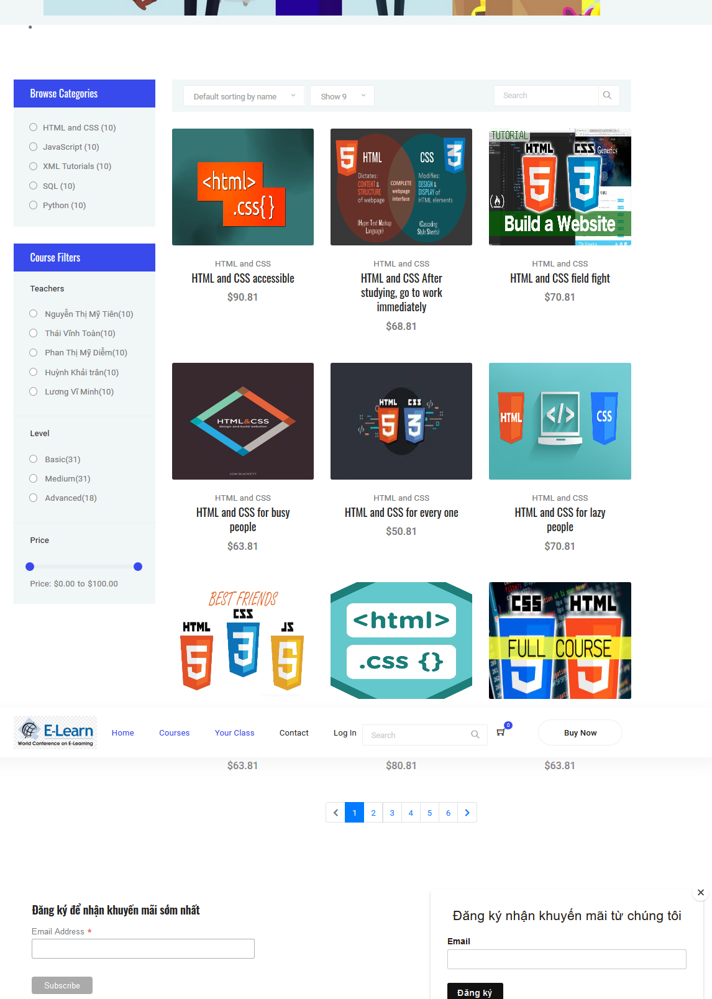 Browse Categories
HTML and CSS (10)
JavaScript (10)
XML Tutorials (10)
SQL (10)
Python (10)
Course Filters
Teachers
Nguyễn Thị Mỹ Tiên(10)
Thái Vĩnh Toàn(10)
Phan Thị Mỹ Diễm(10)
Huỳnh Khải trân(10)
Lương Vĩ Minh(10)
Level
Basic(31)
Medium(31)
Advanced(18)
Price
Price: $0.00 to $100.00
Default sorting by name
Show 9
Search
<html>
.css{}
HTML
Dictates:
CONTENT &
STRUCTURE
of webpage
(Hyper Text Markup
Language)
COMPLETE
webpage
interface
CSS
Modifies:
DESIGN &
DISPLAY of
HTML elements
(Cascading
Style Sheets)
TUTORIAL
HTML CSS
Generics
Build a Website
HTML and CSS
HTML and CSS accessible
$90.81
HTML and CSS
HTML and CSS After
studying, go to work
immediately
$68.81
HTML and CSS
HTML and CSS field fight
$70.81
HTML&CSS
design and build websites
JON DUCKETT
HTML CSS
</>
HTML
</>
CSS
HTML and CSS
HTML and CSS for busy
people
$63.81
HTML and CSS
HTML and CSS for every one
$50.81
HTML and CSS
HTML and CSS for lazy
people
$70.81
BEST FRIENDS
HTML CSS JS
<html>
.css {}
CSS HTML
FULL COURSE
E-Learn
World Conference on E-Learning
Home
Courses
Your Class
Contact
Log In
Search
0
Buy Now
$63.81
$80.81
$63.81
1 2 3 4 5 6
Đăng ký để nhận khuyến mãi sớm nhất
Email Address *
Subscribe
Đăng ký nhận khuyến mãi từ chúng tôi
Email
Đăng ký